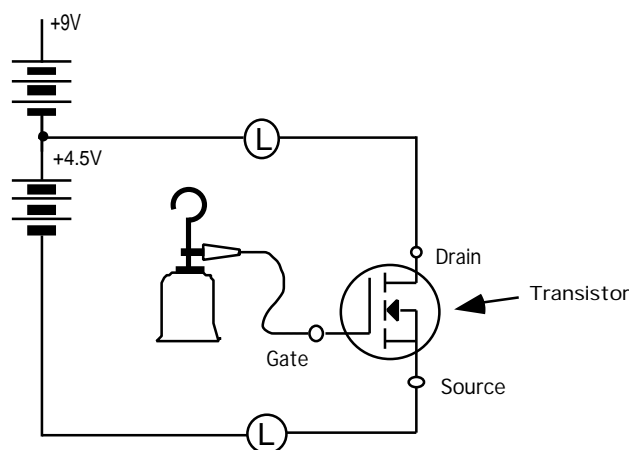 +9V
L
+4.5V
Drain
Transistor
Gate
Source
L